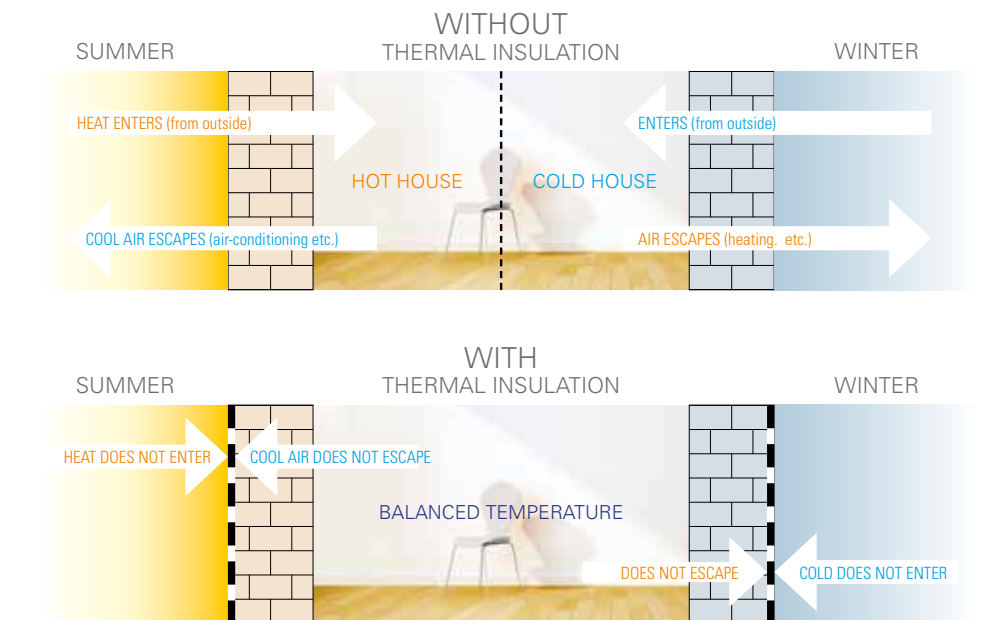 WITHOUT
SUMMER
THERMAL INSULATION
WINTER
HEAT ENTERS (from outside)
ENTERS (from outside)
HOT HOUSE
COLD HOUSE
COOL AIR ESCAPES (air-conditioning etc.)
AIR ESCAPES (heating. etc.)
WITH
SUMMER
THERMAL INSULATION
WINTER
HEAT DOES NOT ENTER
COOL AIR DOES NOT ESCAPE
BALANCED TEMPERATURE
DOES NOT ESCAPE
COLD DOES NOT ENTER